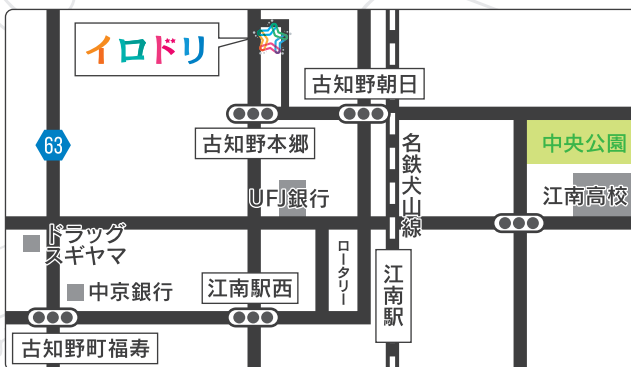 イロドリ
古知野朝日
63
古知野本郷
名鉄犬山線
中央公園
UFJ銀行
江南高校
ドラッグ
スギヤマ
ロータリー
中京銀行
江南駅西
江南駅
古知野町福寿